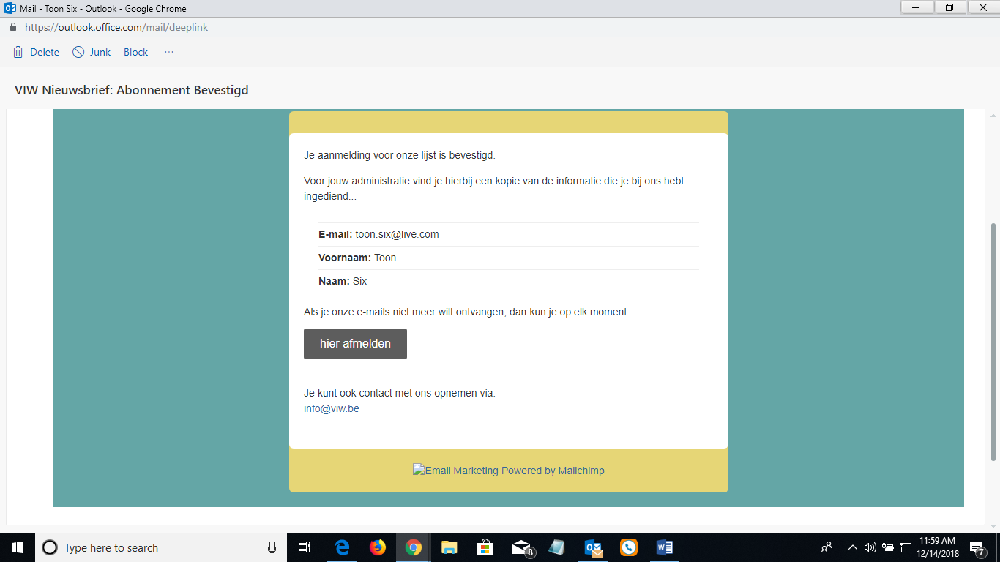 Mail - Toon Six - Outlook - Google Chrome
https://outlook.office.com/mail/deeplink
Delete Junk Block ...
VIW Nieuwsbrief: Abonnement Bevestigd
Je aanmelding voor onze lijst is bevestigd.
Voor jouw administratie vind je hierbij een kopie van de informatie die je bij ons hebt
ingediend...
E-mail: toon.six@live.com
Voornaam: Toon
Naam: Six
Als je onze e-mails niet meer wilt ontvangen, dan kun je op elk moment:
hier afmelden
Je kunt ook contact met ons opnemen via:
info@viw.be
Email Marketing Powered by Mailchimp
Type here to search
8
11:59 AM
12/14/2018
7